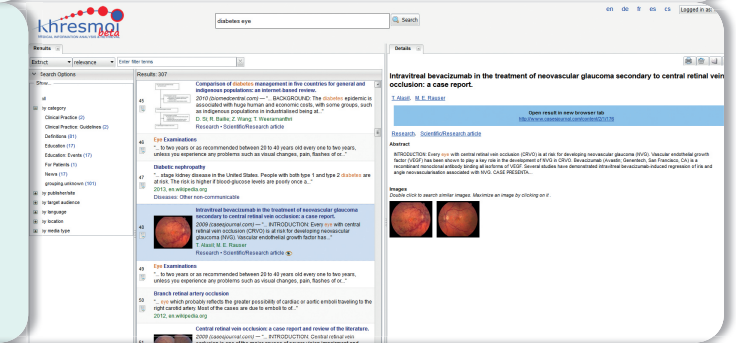 khresmoi
beta
MEDICAL INFORMATION ANALYSIS & RETRIEVAL
diabetes eye
Search
en de fr es cs
Logged in as:
Results
Extract
relevance
Enter filter terms
Search Options
Show...
all
by category
Clinical Practice (2)
Clinical Practice: Guidelines (2)
Definitions (81)
Education (17)
Education: Events (17)
For Patients (1)
News (17)
grouping.unknown (101)
by publisher/site
by target audience
by language
by location
by media type
Results: 307
45
Comparison of diabetes management in five countries for general and
indigenous populations: an internet-based review.
2010 (biomedcentral.com) — "... BACKGROUND: The diabetes epidemic is
associated with huge human and economic costs, with some groups, such
as indigenous populations in industrialised being at..."
D. Si; R. Bailie; Z. Wang; T. Weeramanthri
Research • Scientific/Research article
46
Eye Examinations
"... to two years or as recommended between 20 to 40 years old every one to two years,
unless you experience any problems such as visual changes, pain, flashes of or..."
47
Diabetic nephropathy
"... stage kidney disease in the United States. People with both type 1 and type 2 diabetes are
at risk. The risk is higher if blood-glucose levels are poorly once a..."
2013, en.wikipedia.org
Diseases: Other non-communicable
48
Intravitreal bevacizumab in the treatment of neovascular glaucoma
secondary to central retinal vein occlusion: a case report.
2009 (casesjournal.com) — "... INTRODUCTION: Every eye with central
retinal vein occlusion (CRVO) is at risk for developing neovascular
glaucoma (NVG). Vascular endothelial growth factor has..."
T. Alasil; M. E. Rauser
Research • Scientific/Research article
49
Eye Examinations
"... to two years or as recommended between 20 to 40 years old every one to two years,
unless you experience any problems such as visual changes, pain, flashes of or..."
50
Branch retinal artery occlusion
"... eye which probably reflects the greater possibility of cardiac or aortic emboli traveling to the
right carotid artery. Most of the cases are due to emboli to of..."
2012, en.wikipedia.org
51
Central retinal vein occlusion: a case report and review of the literature.
2009 (casesjournal.com) — "... INTRODUCTION: Central retinal vein
Details
Intravitreal bevacizumab in the treatment of neovascular glaucoma secondary to central retinal vein
occlusion: a case report.
T. Alasil, M. E. Rauser
Open result in new browser tab
Research, Scientific/Research article
Abstract
INTRODUCTION: Every eye with central retinal vein occlusion (CRVO) is at risk for developing neovascular glaucoma (NVG). Vascular endothelial growth
factor (VEGF) has been shown to play a key role in the development of NVG in CRVO. Bevacizumab (Avastin; Genentech, San Francisco, CA) is a
recombinant monoclonal antibody binding all isoforms of VEGF. Several studies have demonstrated intravitreal bevacizumab-induced regression of iris and
angle neovascularisation associated with NVG. CASE PRESENTA...
Images
Double click to search similar images. Maximize an image by clicking on it .